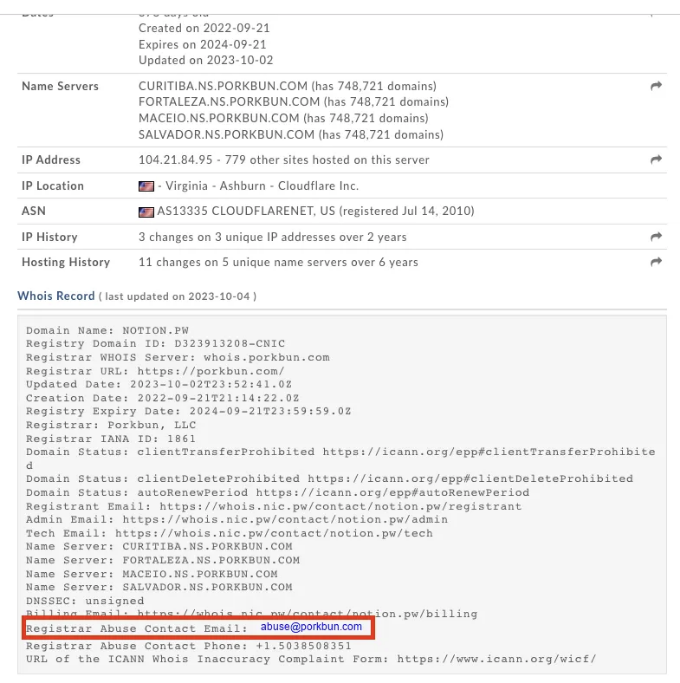 Dates
Created on 2022-09-21
Expires on 2024-09-21
Updated on 2023-10-02
Name Servers CURITIBA.NS.PORKBUN.COM (has 748,721 domains)
FORTALEZA.NS.PORKBUN.COM (has 748,721 domains)
MACEIO.NS.PORKBUN.COM (has 748,721 domains)
SALVADOR.NS.PORKBUN.COM (has 748,721 domains)
IP Address 104.21.84.95 - 779 other sites hosted on this server
IP Location - Virginia - Ashburn - Cloudflare Inc.
ASN AS13335 CLOUDFLARENET, US (registered Jul 14, 2010)
IP History 3 changes on 3 unique IP addresses over 2 years
Hosting History 11 changes on 5 unique name servers over 6 years
Whois Record ( last updated on 2023-10-04 )
Domain Name: NOTION.PW
Registry Domain ID: D323913208-CNIC
Registrar WHOIS Server: whois.porkbun.com
Registrar URL: https://porkbun.com/
Updated Date: 2023-10-02T23:52:41.0Z
Creation Date: 2022-09-21T21:14:22.0Z
Registry Expiry Date: 2024-09-21T23:59:59.0Z
Registrar: Porkbun, LLC
Registrar IANA ID: 1861
Domain Status: clientTransferProhibited https://icann.org/epp#clientTransferProhibite
d
Domain Status: clientDeleteProhibited https://icann.org/epp#clientDeleteProhibited
Domain Status: autoRenewPeriod https://icann.org/epp#autoRenewPeriod
Registrant Email: https://whois.nic.pw/contact/notion.pw/registrant
Admin Email: https://whois.nic.pw/contact/notion.pw/admin
Tech Email: https://whois.nic.pw/contact/notion.pw/tech
Name Server: CURITIBA.NS.PORKBUN.COM
Name Server: FORTALEZA.NS.PORKBUN.COM
Name Server: MACEIO.NS.PORKBUN.COM
Name Server: SALVADOR.NS.PORKBUN.COM
DNSSEC: unsigned
Billing Email: https://whois.nic.pw/contact/notion.pw/billing
Registrar Abuse Contact Email: abuse@porkbun.com
Registrar Abuse Contact Phone: +1.5038508351
URL of the ICANN Whois Inaccuracy Complaint Form: https://www.icann.org/wicf/